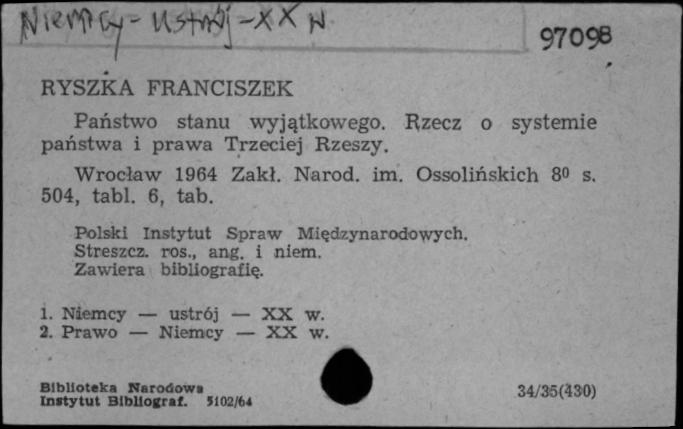 Niemcy - ustrój - XX w
97098
RYSZKA FRANCISZEK
Państwo stanu wyjątkowego. Rzecz o systemie
państwa i prawa Trzeciej Rzeszy.
Wrocław 1964 Zakł. Narod. im. Ossolińskich 8⁰ s.
504, tabl. 6, tab.
Polski Instytut Spraw Międzynarodowych.
Streszcz. ros., ang. i niem.
Zawiera bibliografię.
1. Niemcy — ustrój — XX w.
2. Prawo — Niemcy — XX w.
Biblioteka Narodowa
Instytut Bibliograf. 5102/64
34/35(430)